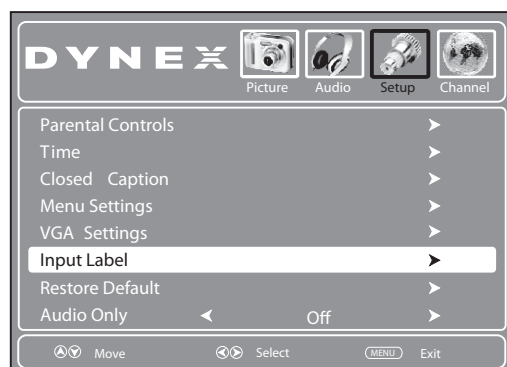 DYNEX
Picture Audio Setup Channel
Parental Controls
Time
Closed Caption
Menu Settings
VGA Settings
Input Label
Restore Default
Audio Only Off
Move Select MENU Exit